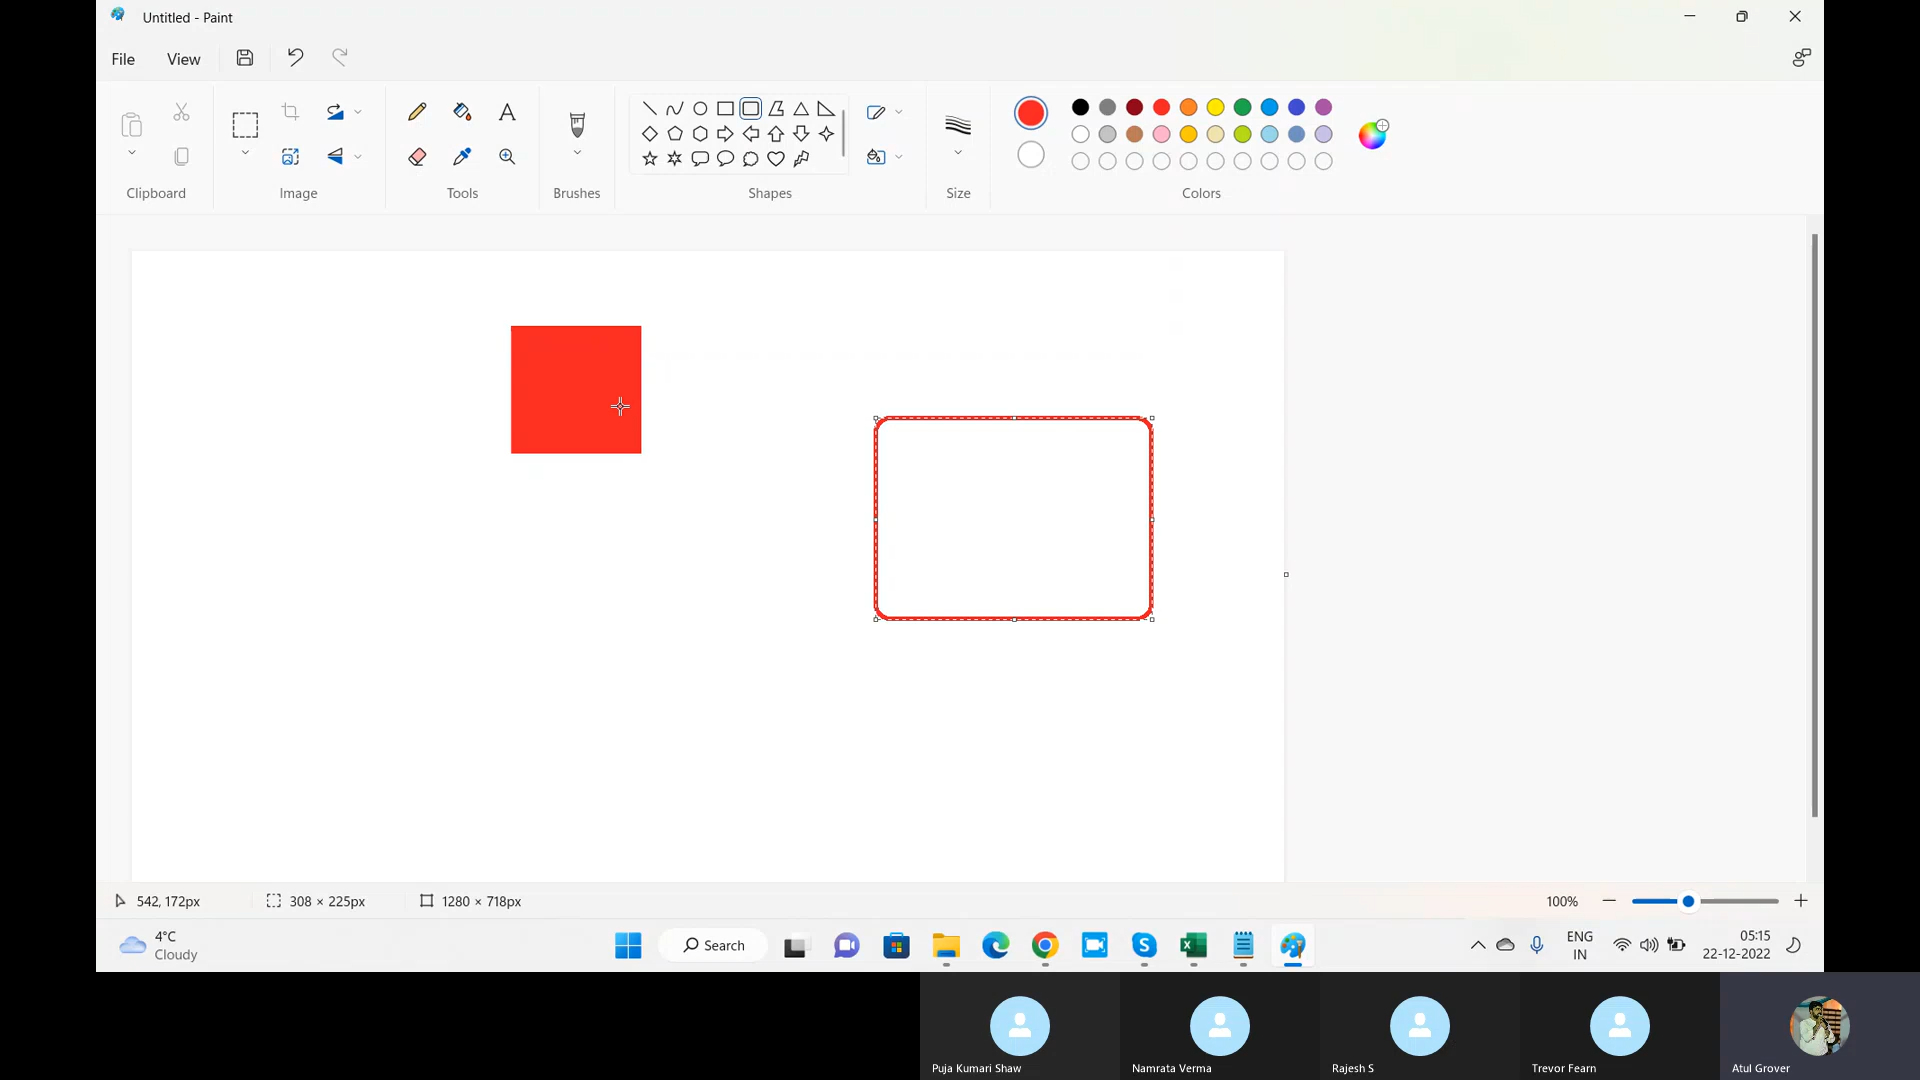 Untitled - Paint
File View
Clipboard
Image
Tools
Brushes
Shapes
Size
Colors
542, 172px
308 × 225px
1280 × 718px
100%
4°C
Cloudy
Search
ENG
IN
05:15
22-12-2022
Puja Kumari Shaw
Namrata Verma
Rajesh S
Trevor Fearn
Atul Grover